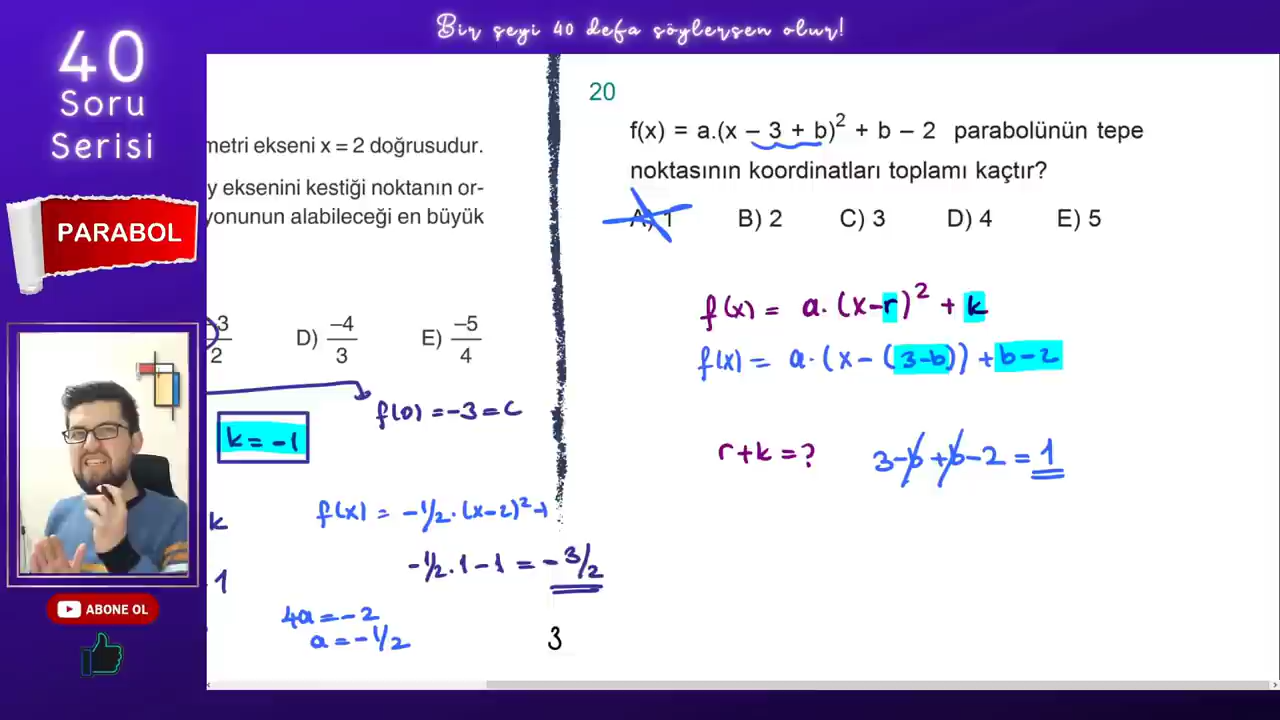 Bir şeyi 40 defa söylersen olur!
40
Soru
Serisi
PARABOL
ABONE OL
metri ekseni x = 2 doğrusudur.
y eksenini kestiği noktanın or-
yonunun alabileceği en büyük
-3/2 D) -4/3 E) -5/4
f(0) = -3 = c
k = -1
f(x) = -1/2 . (x-2)² -1
k
-1/2 . 1 - 1 = -3/2
- 1
4a = -2
a = -1/2
3
20
f(x) = a.(x – 3 + b)² + b – 2 parabolünün tepe
noktasının koordinatları toplamı kaçtır?
A) 1 B) 2 C) 3 D) 4 E) 5
f(x) = a. (x-r)² + k
f(x) = a. (x - (3-b)) + b-2
r+k = ? 3-b+b-2 = 1